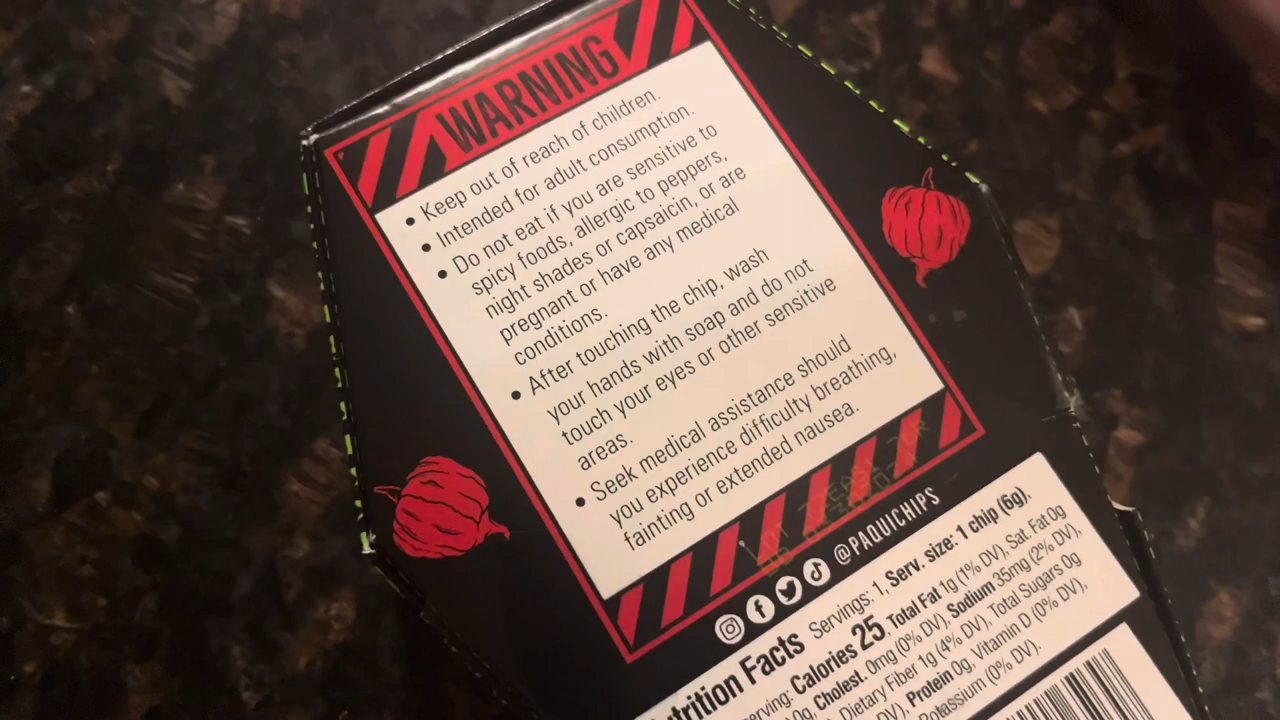 WARNING
• Keep out of reach of children.
• Intended for adult consumption.
• Do not eat if you are sensitive to
spicy foods, allergic to peppers,
night shades or capsaicin, or are
pregnant or have any medical
conditions.
• After touching the chip, wash
your hands with soap and do not
touch your eyes or other sensitive
areas.
• Seek medical assistance should
you experience difficulty breathing,
fainting or extended nausea.
@PAQUICHIPS
Facts Servings: 1, Serv. size: 1 chip (6g),
Calories 25, Total Fat 1g (1% DV), Sat. Fat 0g
Cholest. 0mg (0% DV), Sodium 35mg (2% DV),
Dietary Fiber 1g (4% DV), Total Sugars 0g
Protein 0g, Vitamin D (0% DV),
Potassium (0% DV).